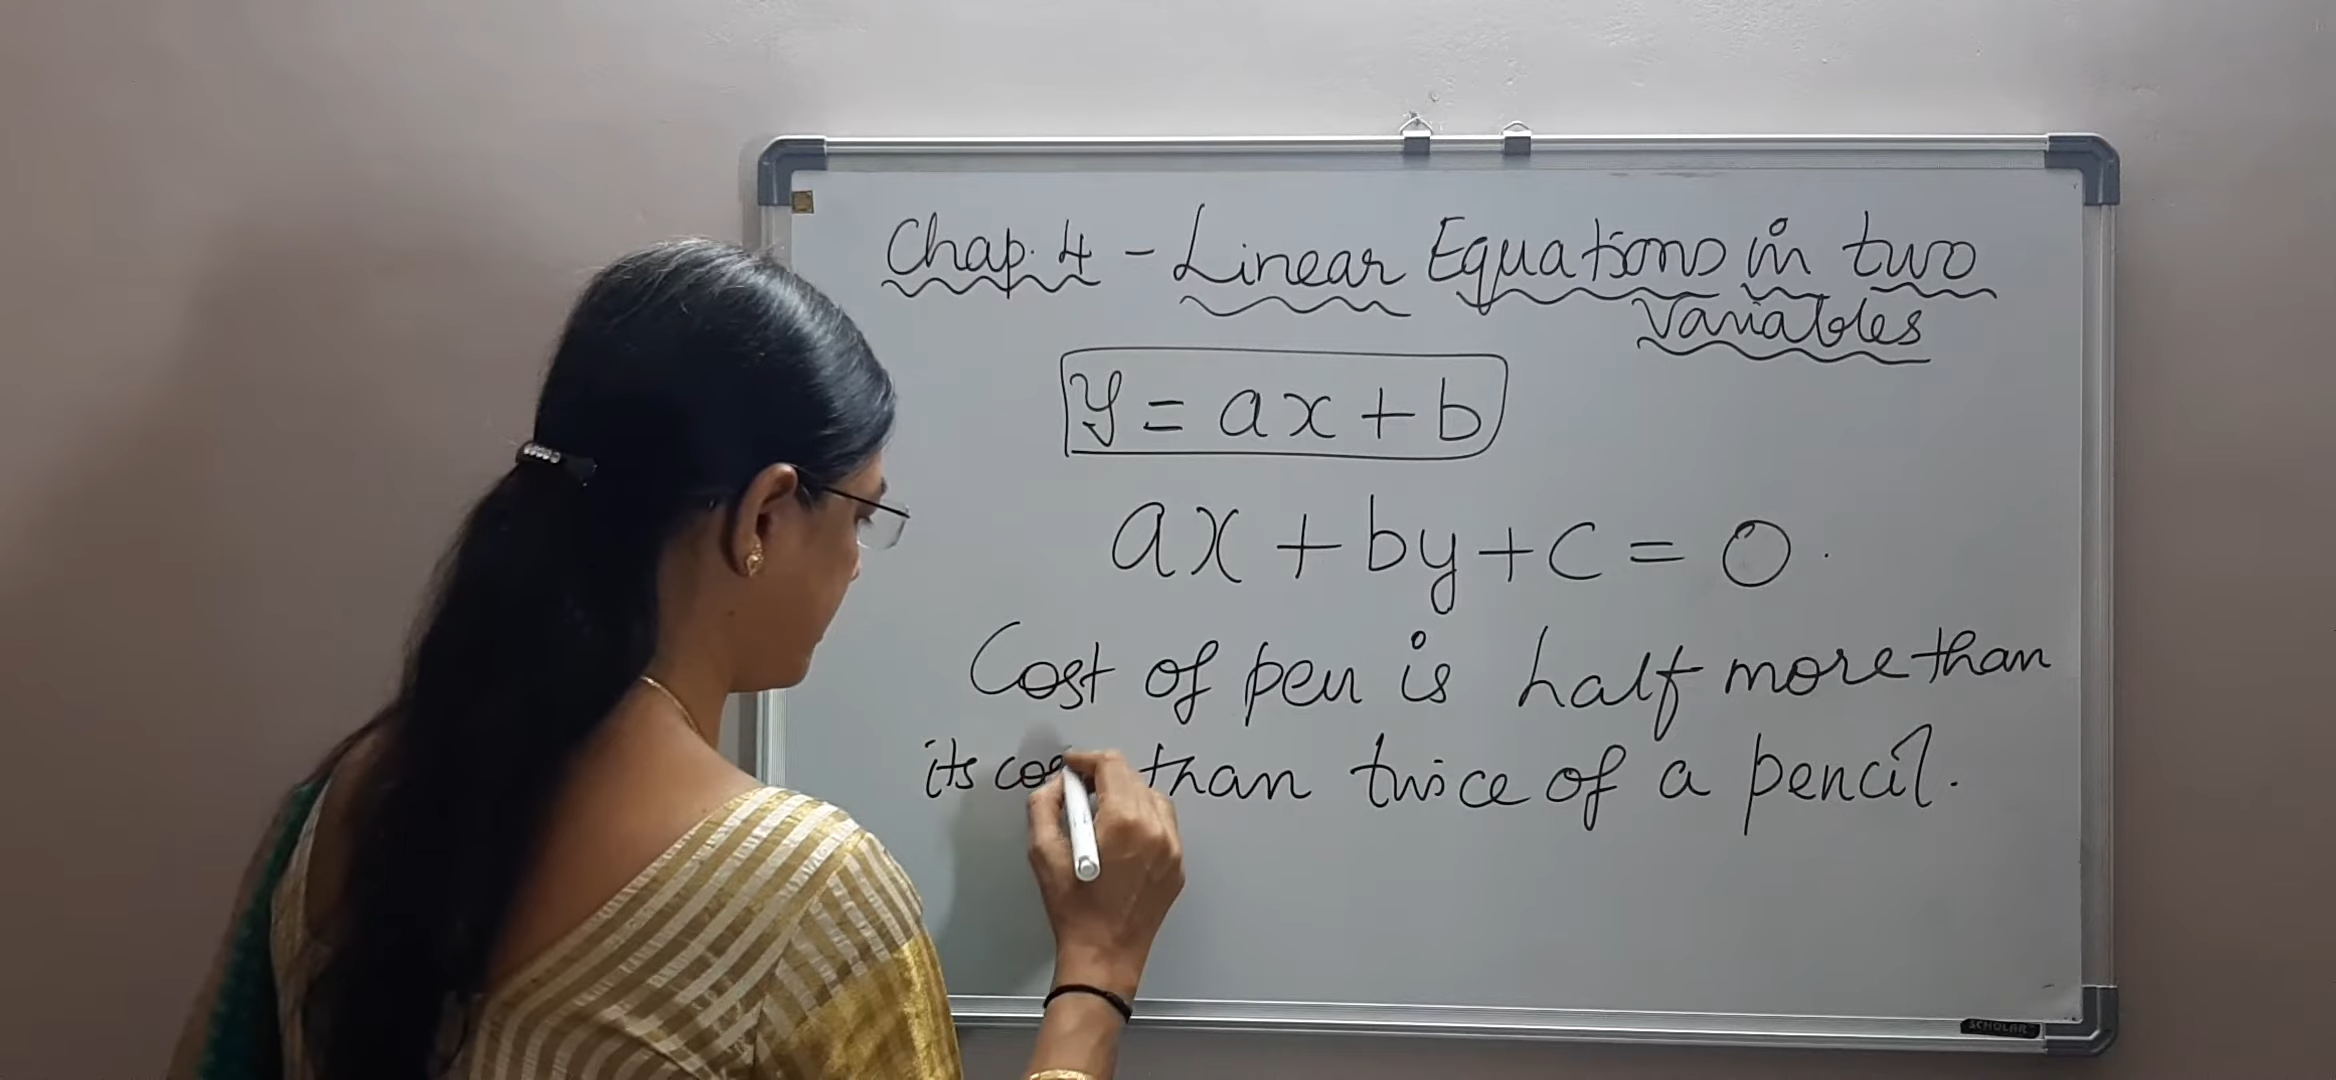 Chap. 4 - Linear Equations in two
Variables
y = ax + b
ax + by + c = 0.
Cost of pen is half more than
its than twice of a pencil.
SCHOLAR